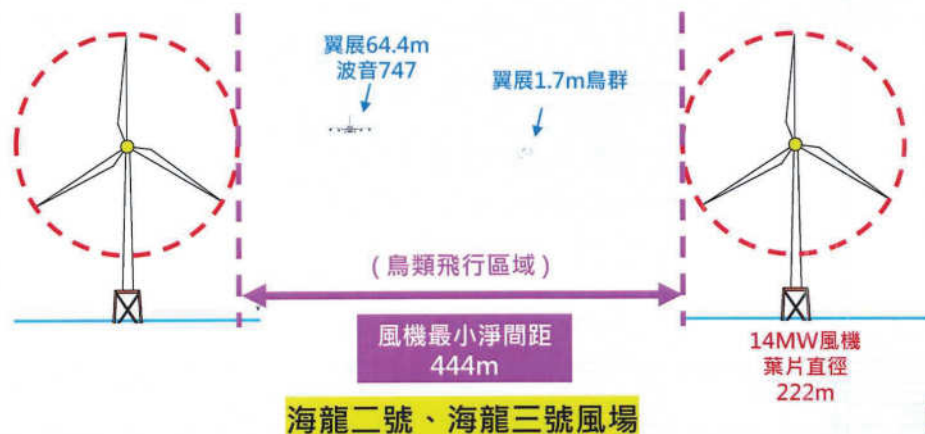 翼展64.4m
波音747
翼展1.7m鳥群
(鳥類飛行區域)
風機最小淨間距
444m
14MW風機
葉片直徑
222m
海龍二號、海龍三號風場